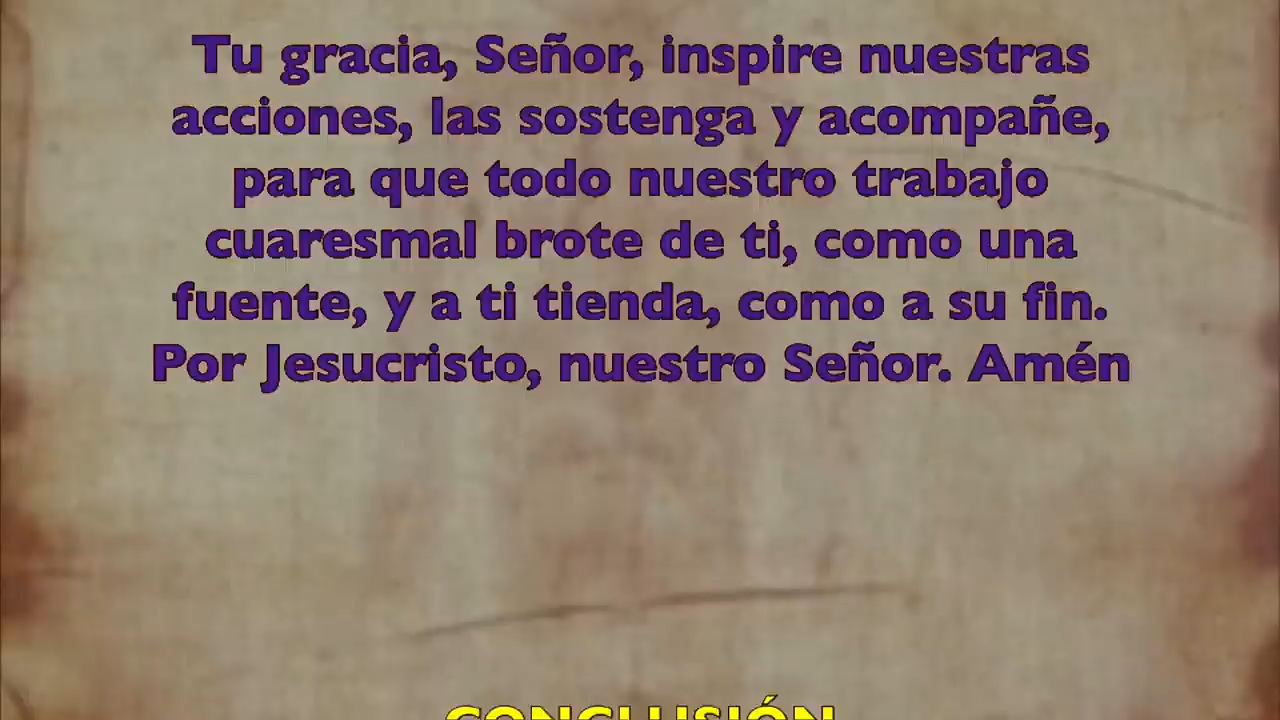 Tu gracia, Señor, inspire nuestras
acciones, las sostenga y acompañe,
para que todo nuestro trabajo
cuaresmal brote de ti, como una
fuente, y a ti tienda, como a su fin.
Por Jesucristo, nuestro Señor. Amén
CONCLUSIÓN